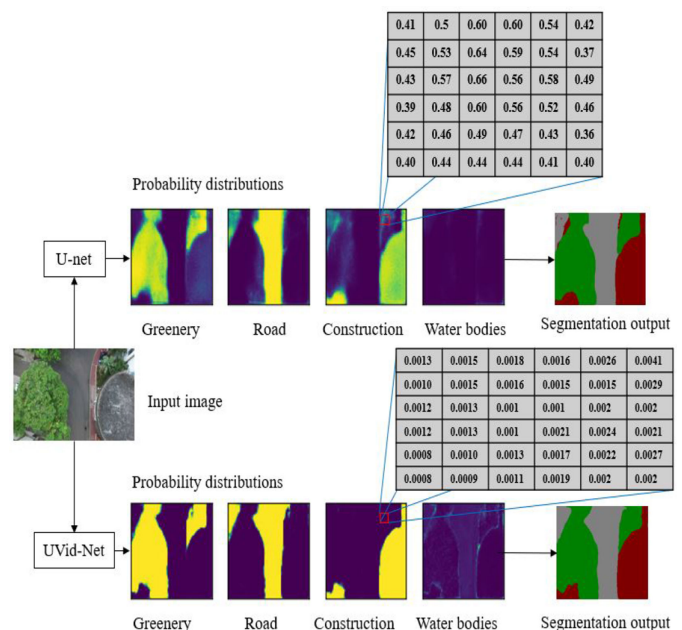 0.41 0.5 0.60 0.60 0.54 0.42
0.45 0.53 0.64 0.59 0.54 0.37
0.43 0.57 0.66 0.56 0.58 0.49
0.39 0.48 0.60 0.56 0.52 0.46
0.42 0.46 0.49 0.47 0.43 0.36
0.40 0.44 0.44 0.44 0.41 0.40
Probability distributions
U-net
Greenery Road Construction Water bodies Segmentation output
Input image
0.0013 0.0015 0.0018 0.0016 0.0026 0.0041
0.0010 0.0015 0.0016 0.0015 0.0015 0.0029
0.0012 0.0013 0.001 0.001 0.002 0.002
0.0012 0.0013 0.001 0.0021 0.0024 0.0021
0.0008 0.0010 0.0013 0.0017 0.0022 0.0027
0.0008 0.0009 0.0011 0.0019 0.002 0.002
Probability distributions
UVid-Net
Greenery Road Construction Water bodies Segmentation output